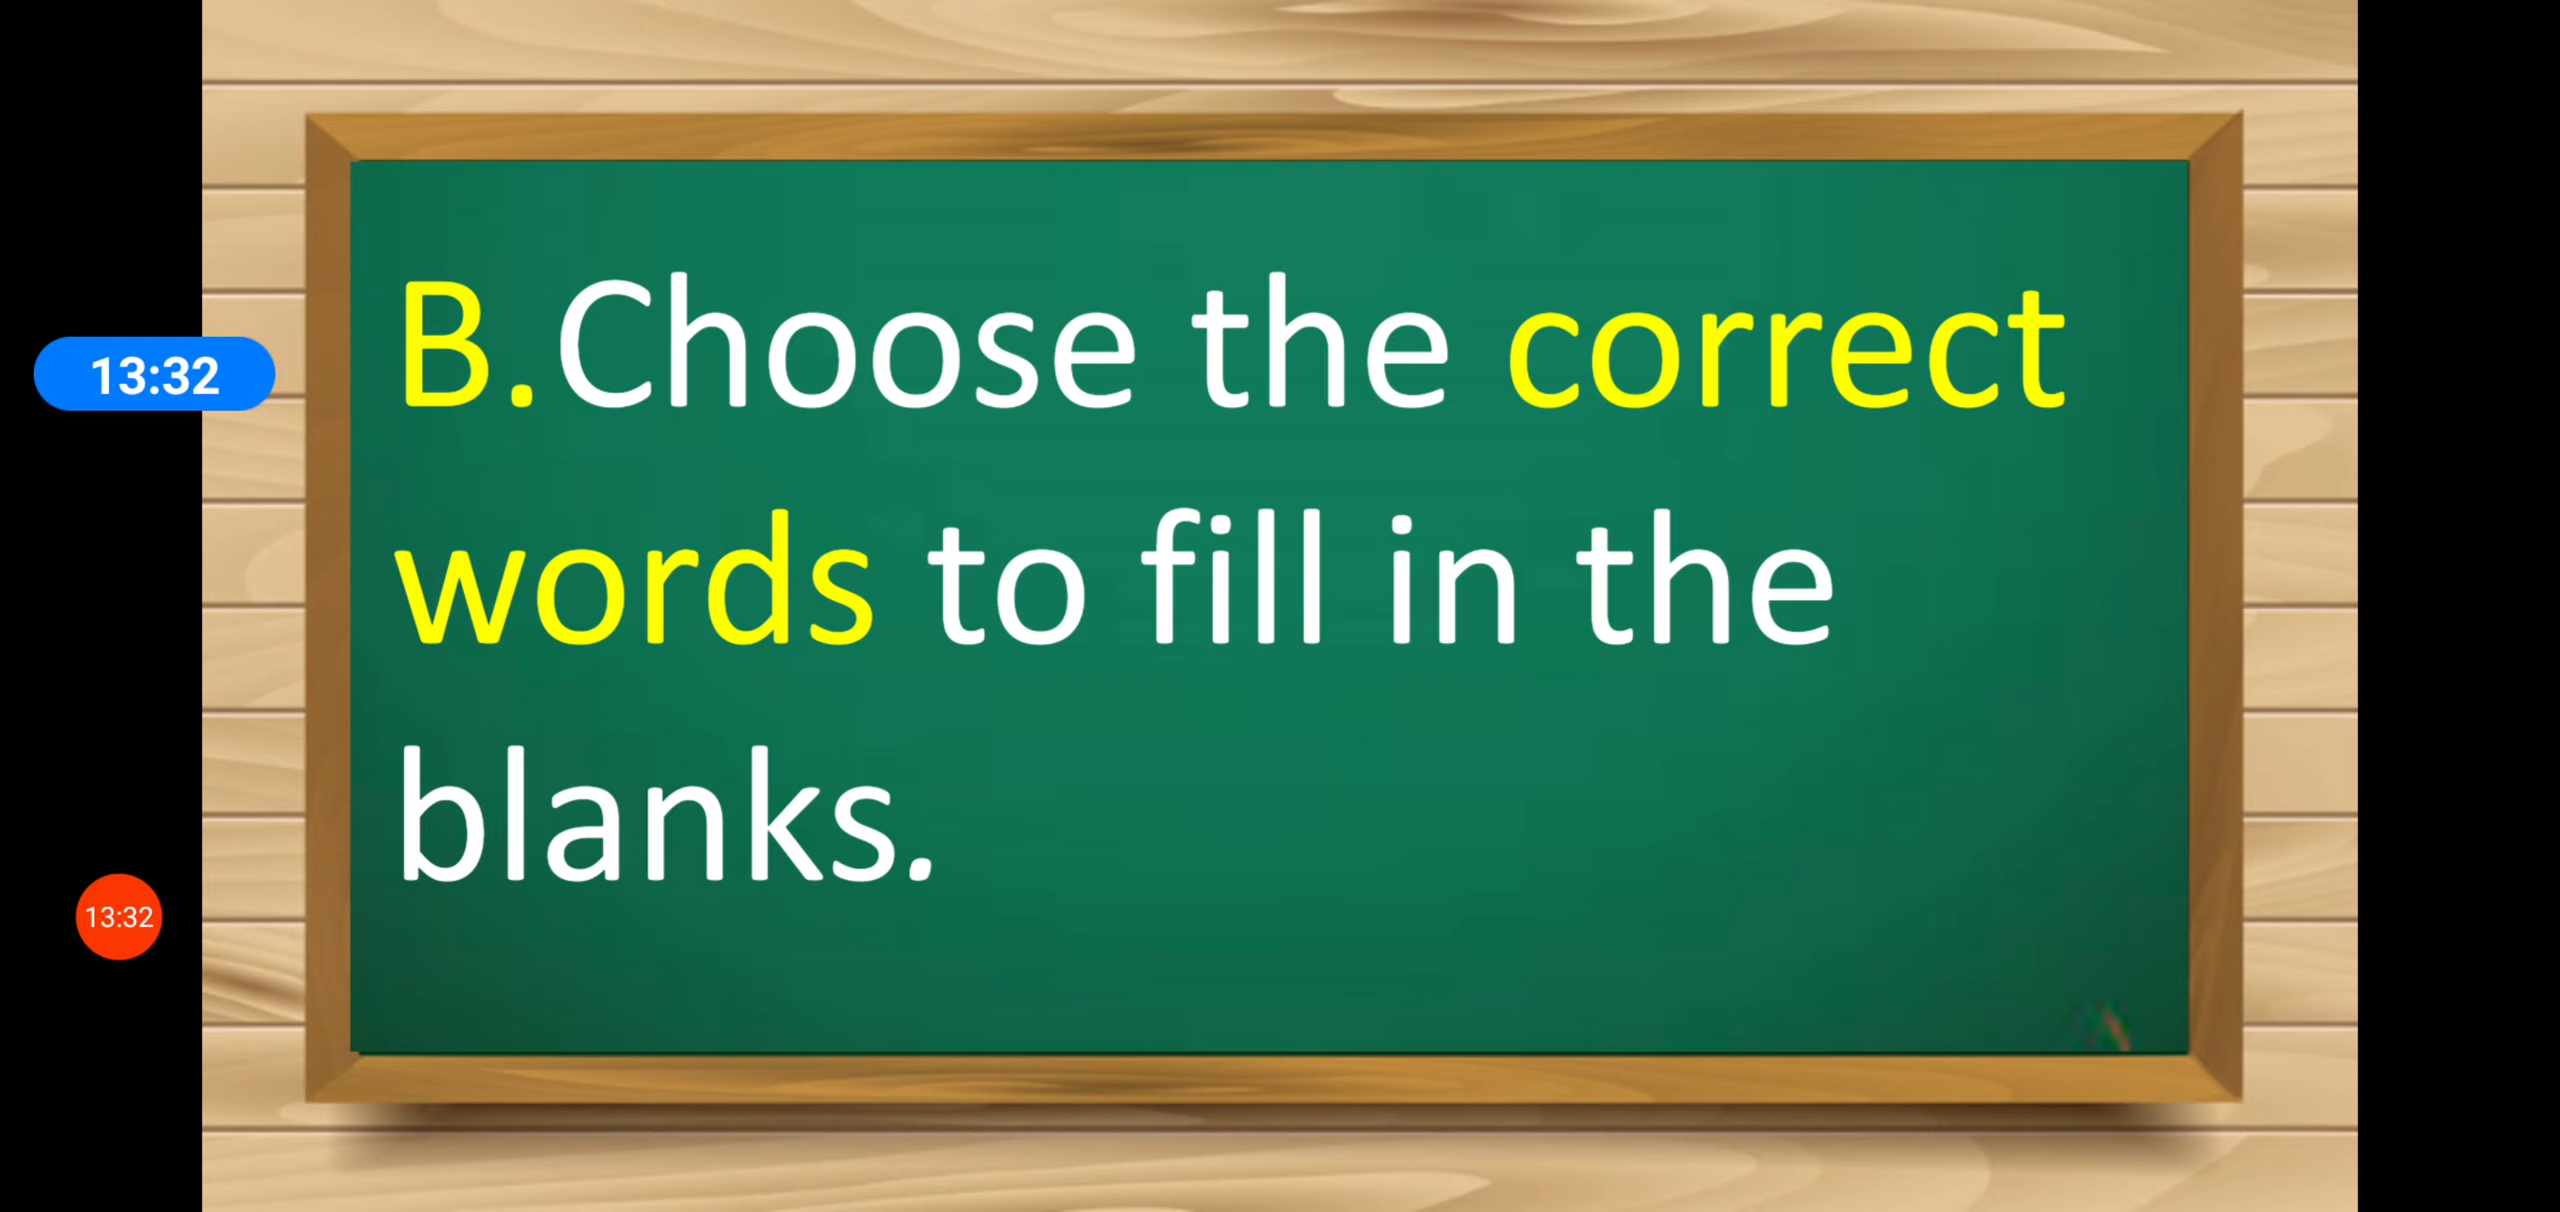 B.Choose the correct
13:32
words to fill in the
blanks.
13:32